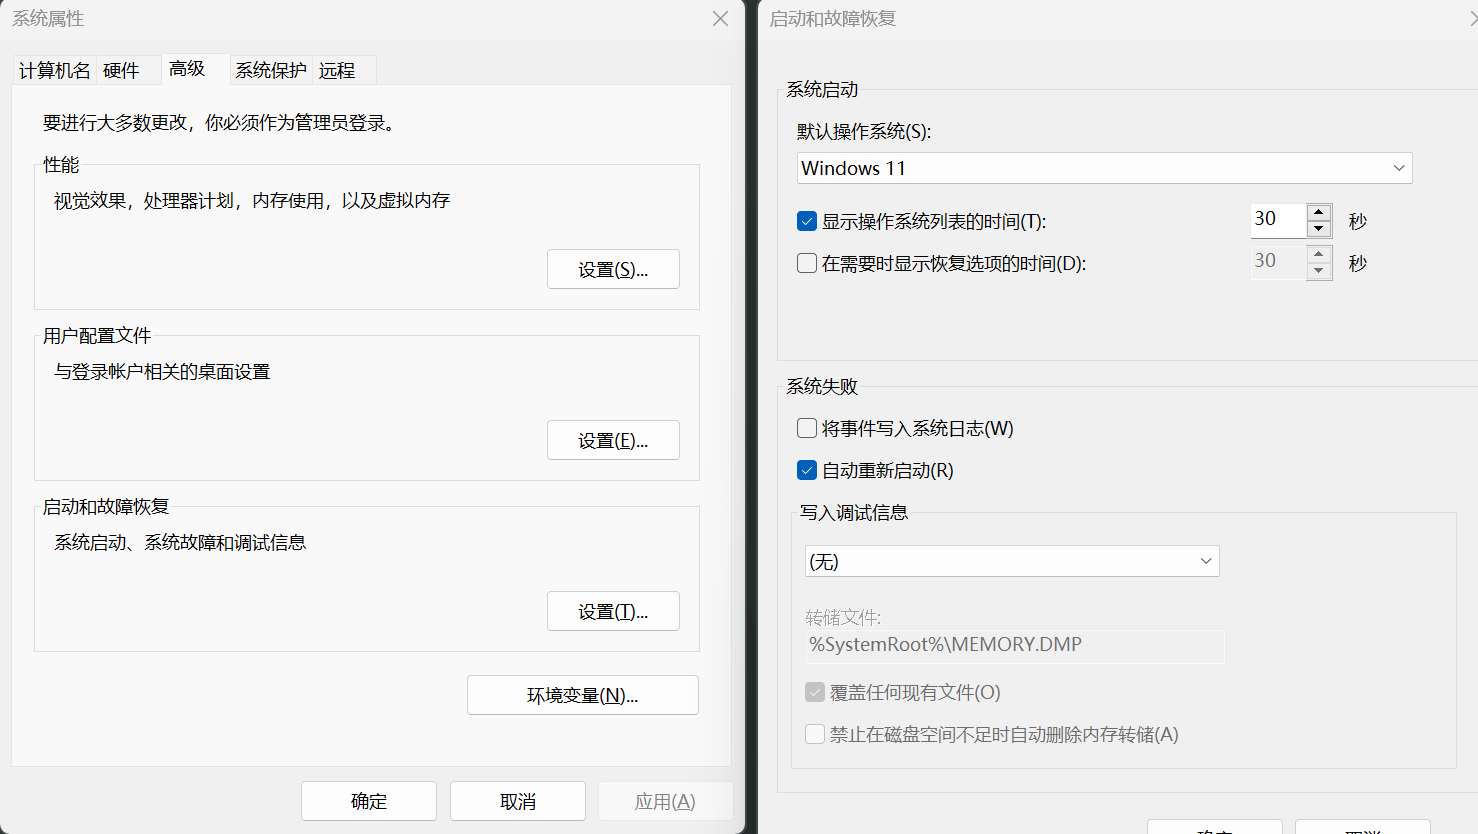 系统属性
计算机名 硬件 高级 系统保护 远程
要进行大多数更改，你必须作为管理员登录。
性能
视觉效果，处理器计划，内存使用，以及虚拟内存
设置(S)...
用户配置文件
与登录帐户相关的桌面设置
设置(E)...
启动和故障恢复
系统启动、系统故障和调试信息
设置(T)...
环境变量(N)...
确定 取消 应用(A)
启动和故障恢复
系统启动
默认操作系统(S):
Windows 11
显示操作系统列表的时间(T): 30 秒
在需要时显示恢复选项的时间(D): 30 秒
系统失败
将事件写入系统日志(W)
自动重新启动(R)
写入调试信息
(无)
转储文件:
%SystemRoot%\MEMORY.DMP
覆盖任何现有文件(O)
禁止在磁盘空间不足时自动删除内存转储(A)
确定 取消